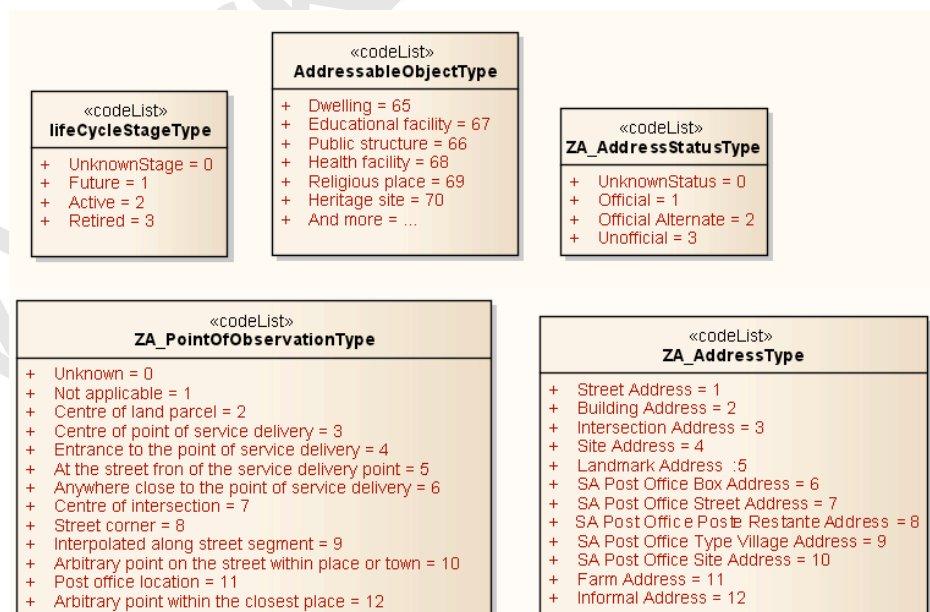 «codeList»
AddressableObjectType
+ Dwelling = 65
+ Educational facility = 67
+ Public structure = 66
+ Health facility = 68
+ Religious place = 69
+ Heritage site = 70
+ And more = ...
«codeList»
lifeCycleStageType
+ UnknownStage = 0
+ Future = 1
+ Active = 2
+ Retired = 3
«codeList»
ZA_AddressStatusType
+ UnknownStatus = 0
+ Official = 1
+ Official Alternate = 2
+ Unofficial = 3
«codeList»
ZA_PointOfObservationType
+ Unknown = 0
+ Not applicable = 1
+ Centre of land parcel = 2
+ Centre of point of service delivery = 3
+ Entrance to the point of service delivery = 4
+ At the street fron of the service delivery point = 5
+ Anywhere close to the point of service delivery = 6
+ Centre of intersection = 7
+ Street corner = 8
+ Interpolated along street segment = 9
+ Arbitrary point on the street within place or town = 10
+ Post office location = 11
+ Arbitrary point within the closest place = 12
«codeList»
ZA_AddressType
+ Street Address = 1
+ Building Address = 2
+ Intersection Address = 3
+ Site Address = 4
+ Landmark Address :5
+ SA Post Office Box Address = 6
+ SA Post Office Street Address = 7
+ SA Post Office Poste Restante Address = 8
+ SA Post Office Type Village Address = 9
+ SA Post Office Site Address = 10
+ Farm Address = 11
+ Informal Address = 12